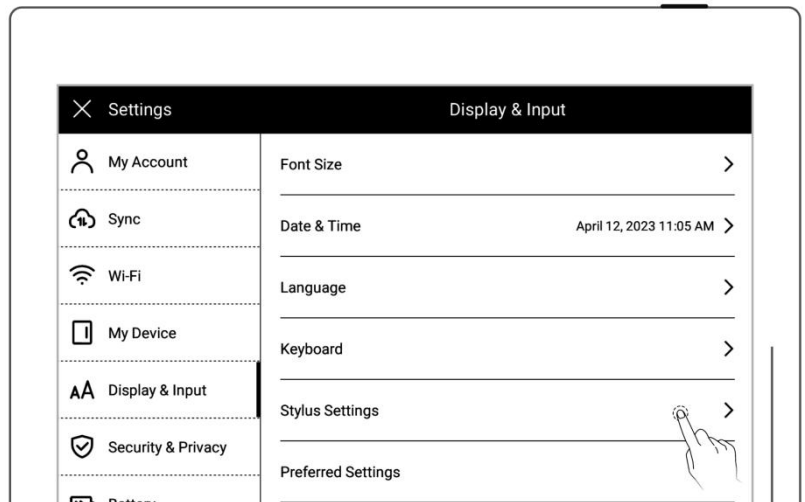 Settings
Display & Input
My Account
Sync
Wi-Fi
My Device
Display & Input
Security & Privacy
Battery
Font Size
Date & Time April 12, 2023 11:05 AM
Language
Keyboard
Stylus Settings
Preferred Settings